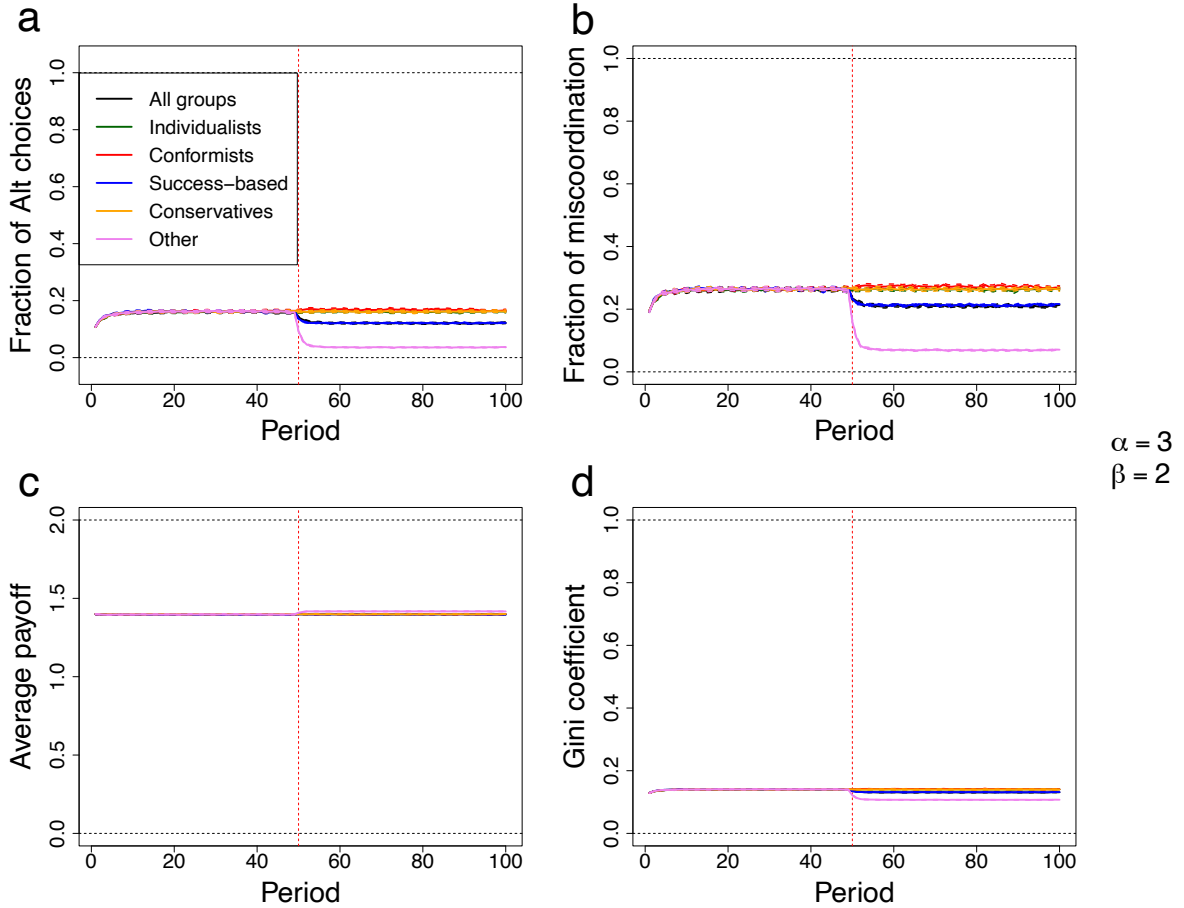 a
Fraction of Alt choices
1.0
0.8
0.6
0.4
0.2
0.0
All groups
Individualists
Conformists
Success−based
Conservatives
Other
0 20 40 60 80 100
Period
b
Fraction of miscoordination
1.0
0.8
0.6
0.4
0.2
0.0
0 20 40 60 80 100
Period
α = 3
β = 2
c
Average payoff
2.0
1.5
1.0
0.5
0.0
0 20 40 60 80 100
Period
d
Gini coefficient
1.0
0.8
0.6
0.4
0.2
0.0
0 20 40 60 80 100
Period